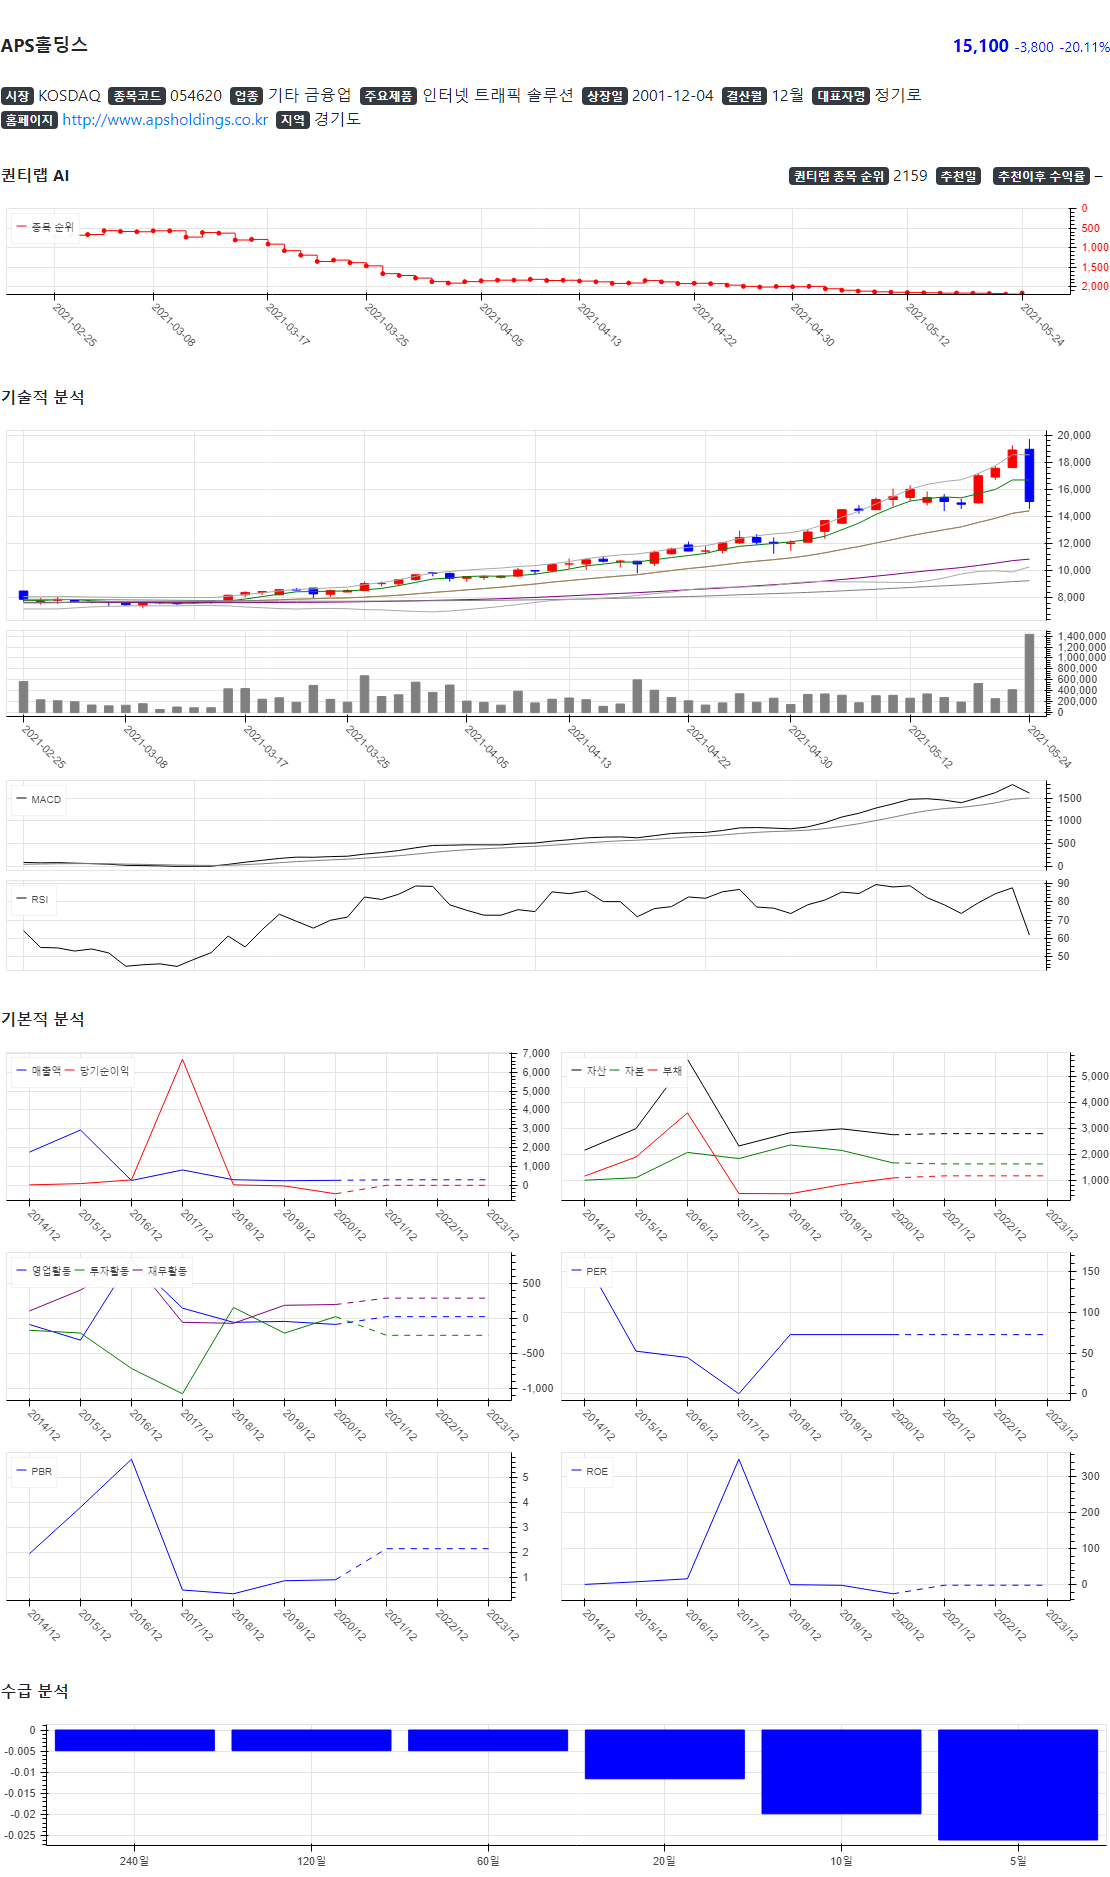 APS홀딩스
15,100 -3,800 -20.11%
시장 KOSDAQ 종목코드 054620 업종 기타 금융업 주요제품 인터넷 트래픽 솔루션 상장일 2001-12-04 결산월 12월 대표자명 정기로
홈페이지 http://www.apsholdings.co.kr 지역 경기도
퀀티랩 AI
퀀티랩 종목 순위 2159 추천일 추천이후 수익률 –
종목 순위
0
500
1,000
1,500
2,000
2021-02-25 2021-03-08 2021-03-17 2021-03-25 2021-04-05 2021-04-13 2021-04-22 2021-04-30 2021-05-12 2021-05-24
기술적 분석
20,000
18,000
16,000
14,000
12,000
10,000
8,000
1,400,000
1,200,000
1,000,000
800,000
600,000
400,000
200,000
0
2021-02-25 2021-03-08 2021-03-17 2021-03-25 2021-04-05 2021-04-13 2021-04-22 2021-04-30 2021-05-12 2021-05-24
MACD
1500
1000
500
0
RSI
90
80
70
60
50
기본적 분석
매출액 당기순이익
7,000
6,000
5,000
4,000
3,000
2,000
1,000
0
2014/12 2015/12 2016/12 2017/12 2018/12 2019/12 2020/12 2021/12 2022/12 2023/12
자산 자본 부채
5,000
4,000
3,000
2,000
1,000
2014/12 2015/12 2016/12 2017/12 2018/12 2019/12 2020/12 2021/12 2022/12 2023/12
영업활동 투자활동 재무활동
500
0
-500
-1,000
2014/12 2015/12 2016/12 2017/12 2018/12 2019/12 2020/12 2021/12 2022/12 2023/12
PER
150
100
50
0
2014/12 2015/12 2016/12 2017/12 2018/12 2019/12 2020/12 2021/12 2022/12 2023/12
PBR
5
4
3
2
1
2014/12 2015/12 2016/12 2017/12 2018/12 2019/12 2020/12 2021/12 2022/12 2023/12
ROE
300
200
100
0
2014/12 2015/12 2016/12 2017/12 2018/12 2019/12 2020/12 2021/12 2022/12 2023/12
수급 분석
0
-0.005
-0.01
-0.015
-0.02
-0.025
240일 120일 60일 20일 10일 5일